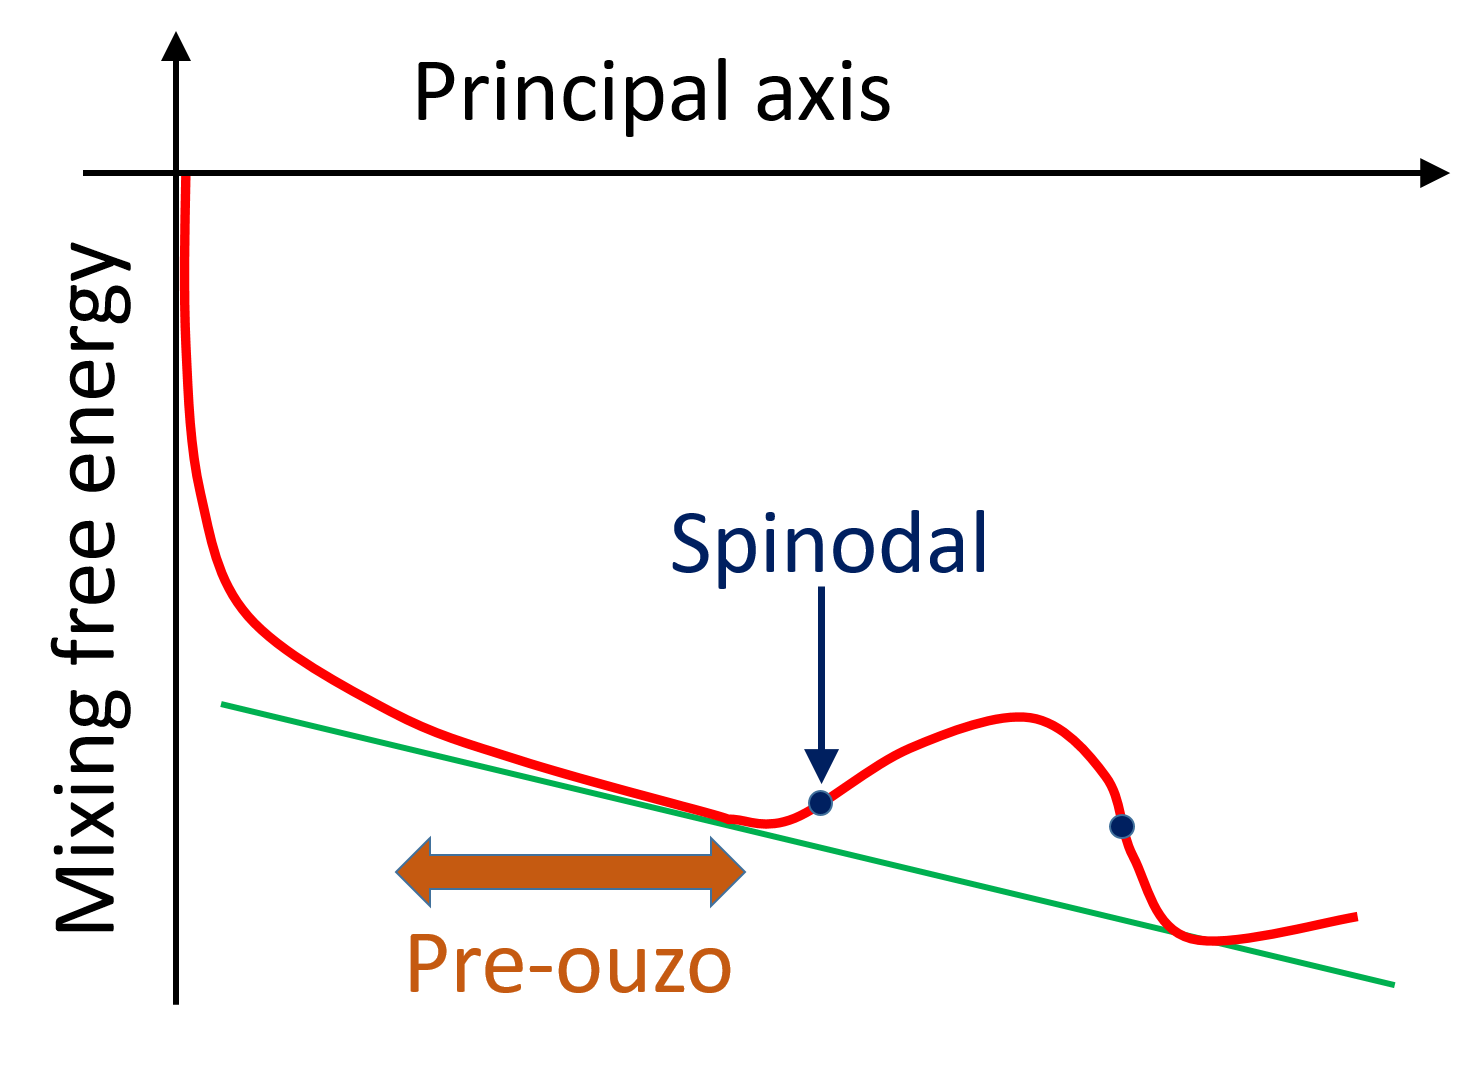 Principal axis
Mixing free energy
Spinodal
Pre-ouzo